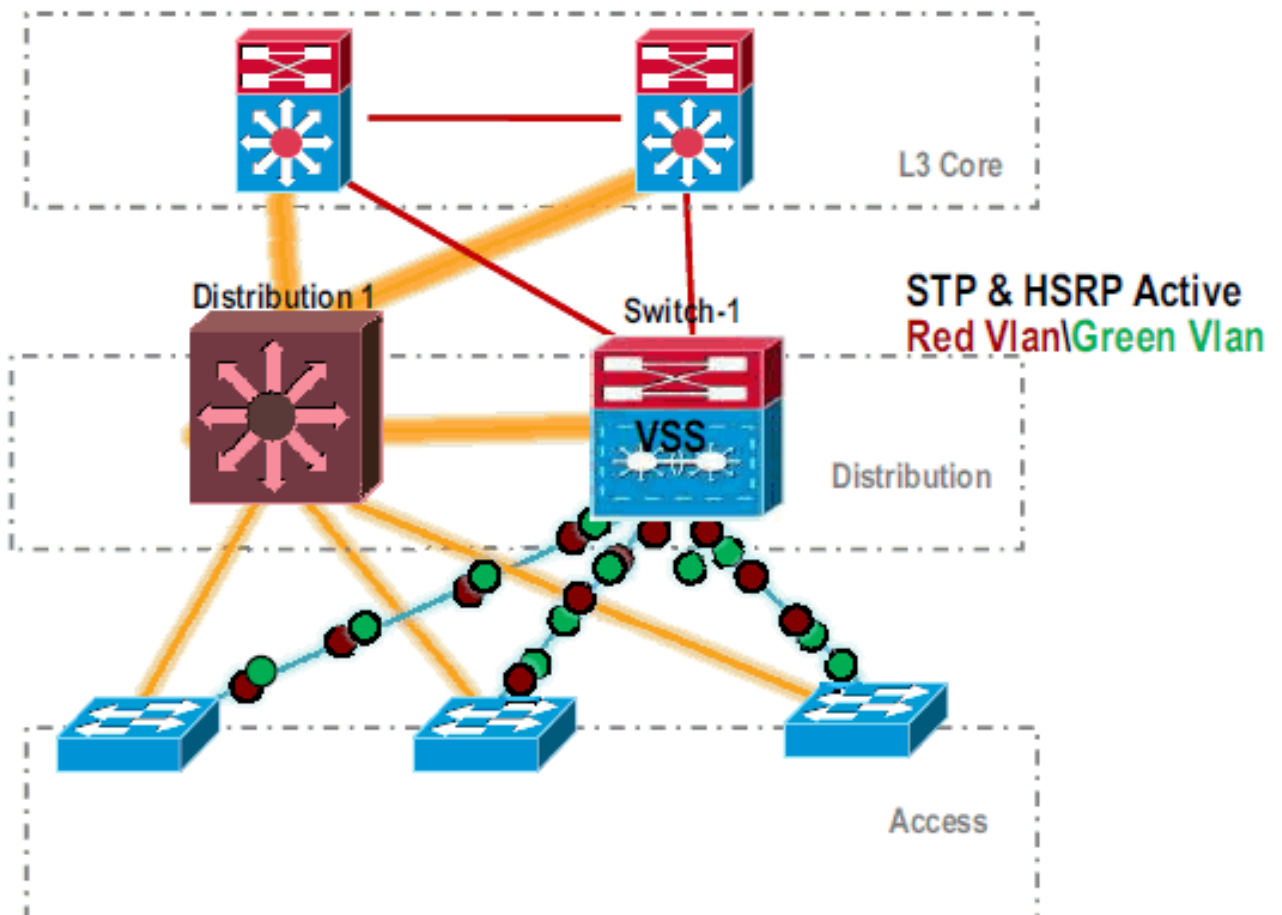 L3 Core
Distribution 1
Switch-1
STP & HSRP Active
Red Vlan\Green Vlan
VSS
Distribution
Access